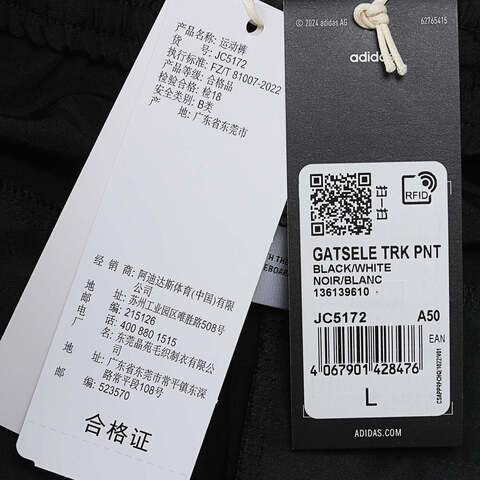 产品名称: 运动裤
货 号: JC5172
执行标准: FZ/T 81007-2022
产品等级: 合格品
检验合格: 检18
安全类别: B类
产 地: 广东省东莞市
经 销 商: 阿迪达斯体育(中国)有限
公司
地 址: 苏州工业园区唯胜路508号
邮 编: 215126
电 话: 400 880 1515
制 造 商: 东莞晶苑毛织制衣有限公
司
地 址: 广东省东莞市常平镇东深
路常平段108号
邮 编: 523570
合格证
© 2024 adidas AG
62765415
adidas
RFID
GATSELE TRK PNT
BLACK/WHITE
NOIR/BLANC
136139610
JC5172 A50
EAN
4 067901 428476
L
ADIDAS.COM